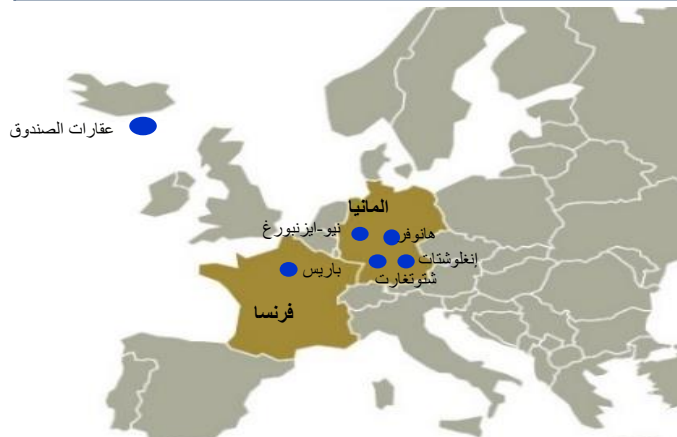 عقارات الصندوق
المانيا
نيو-ايزنبورغ
هانوفر
إنغلوشتات
شتوتغارت
باريس
فرنسا